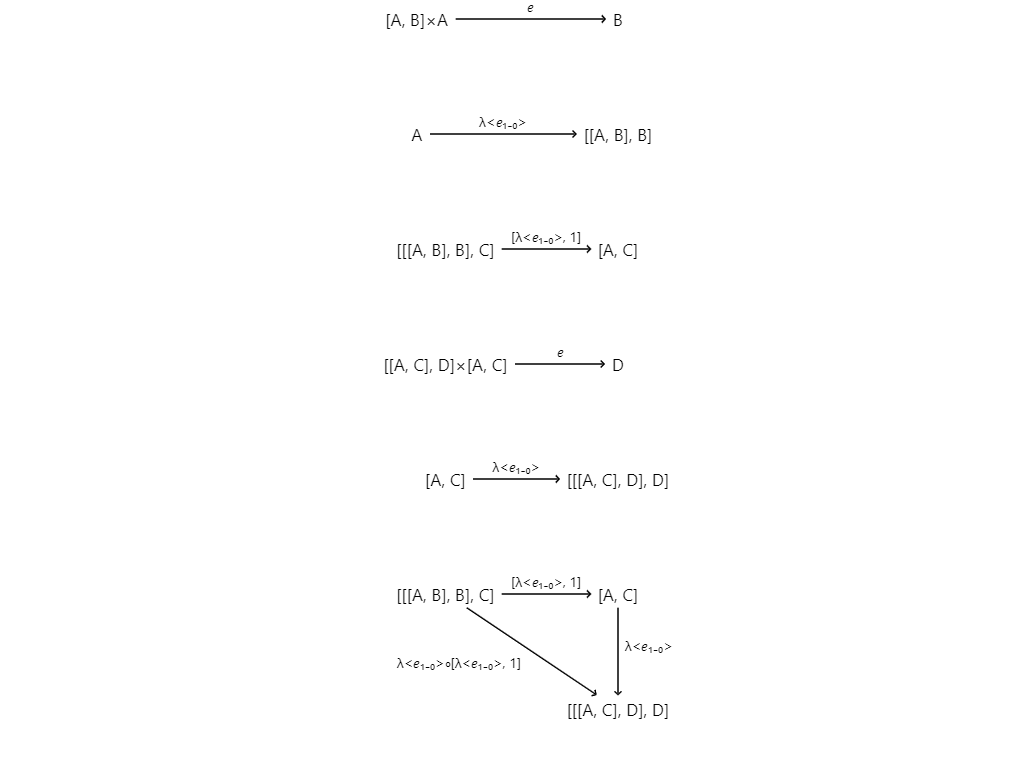 e
[A, B]×A B
λ<e₁₋₀>
A [[A, B], B]
[λ<e₁₋₀>, 1]
[[[A, B], B], C] [A, C]
e
[[A, C], D]×[A, C] D
λ<e₁₋₀>
[A, C] [[[A, C], D], D]
[λ<e₁₋₀>, 1]
[[[A, B], B], C] [A, C]
λ<e₁₋₀>
λ<e₁₋₀>∘[λ<e₁₋₀>, 1]
[[[A, C], D], D]